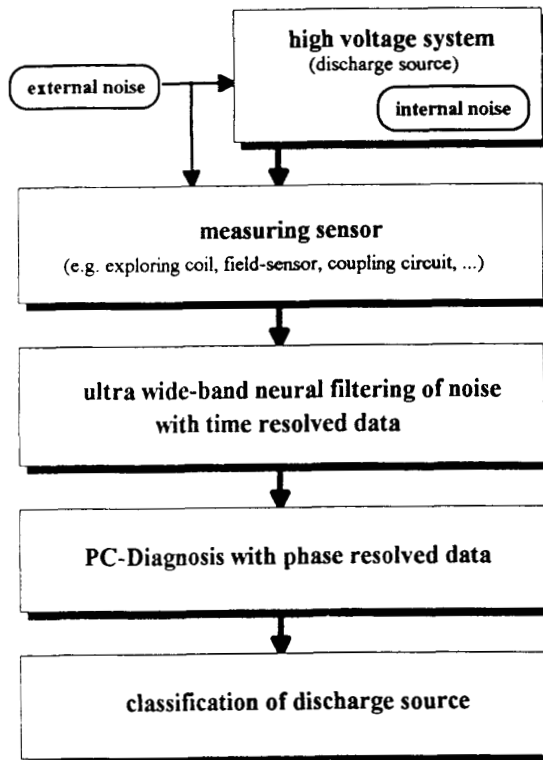 high voltage system
(discharge source)
external noise
internal noise
measuring sensor
(e.g. exploring coil, field-sensor, coupling circuit, ...)
ultra wide-band neural filtering of noise
with time resolved data
PC-Diagnosis with phase resolved data
classification of discharge source